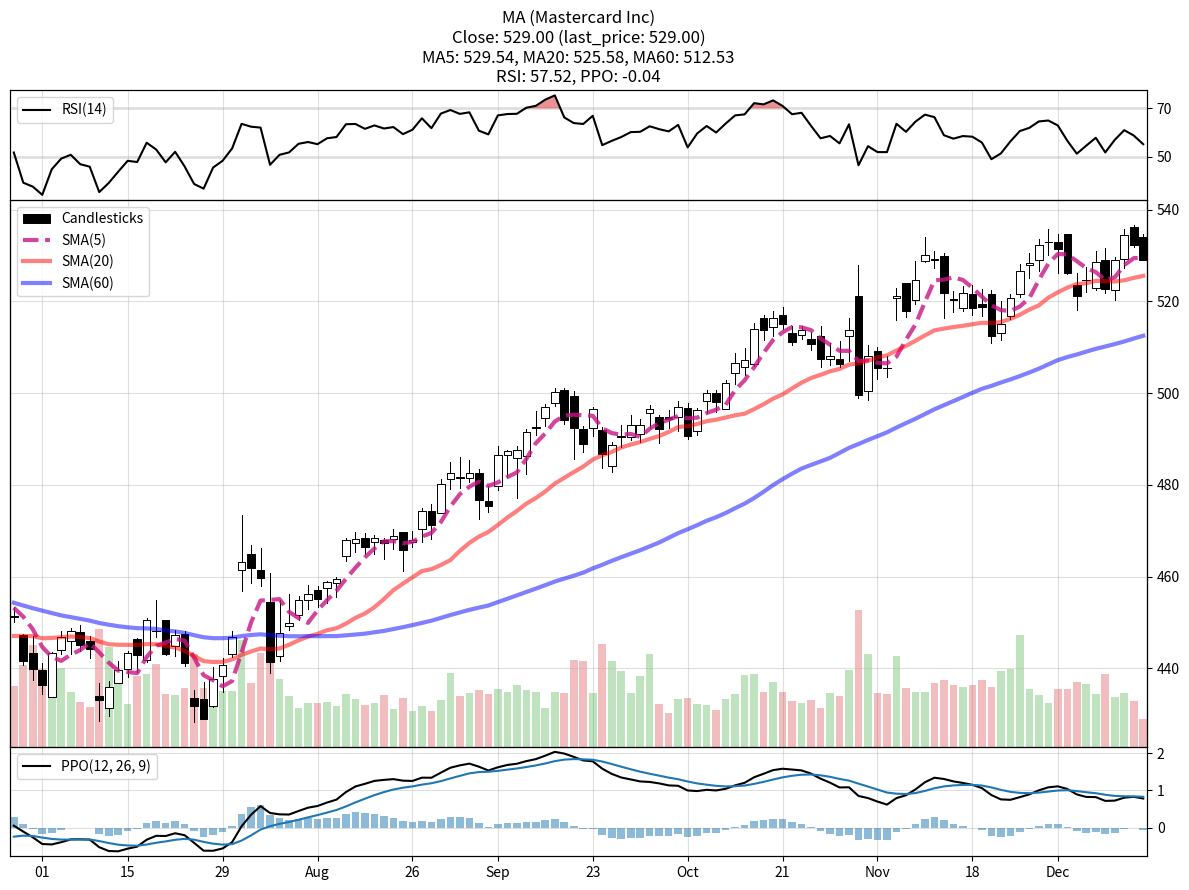 MA (Mastercard Inc)
Close: 529.00 (last_price: 529.00)
MA5: 529.54, MA20: 525.58, MA60: 512.53
RSI: 57.52, PPO: -0.04
RSI(14)
70
50
Candlesticks
SMA(5)
SMA(20)
SMA(60)
540
520
500
480
460
440
PPO(12, 26, 9)
2
1
0
01 15 29 Aug 26 Sep 23 Oct 21 Nov 18 Dec